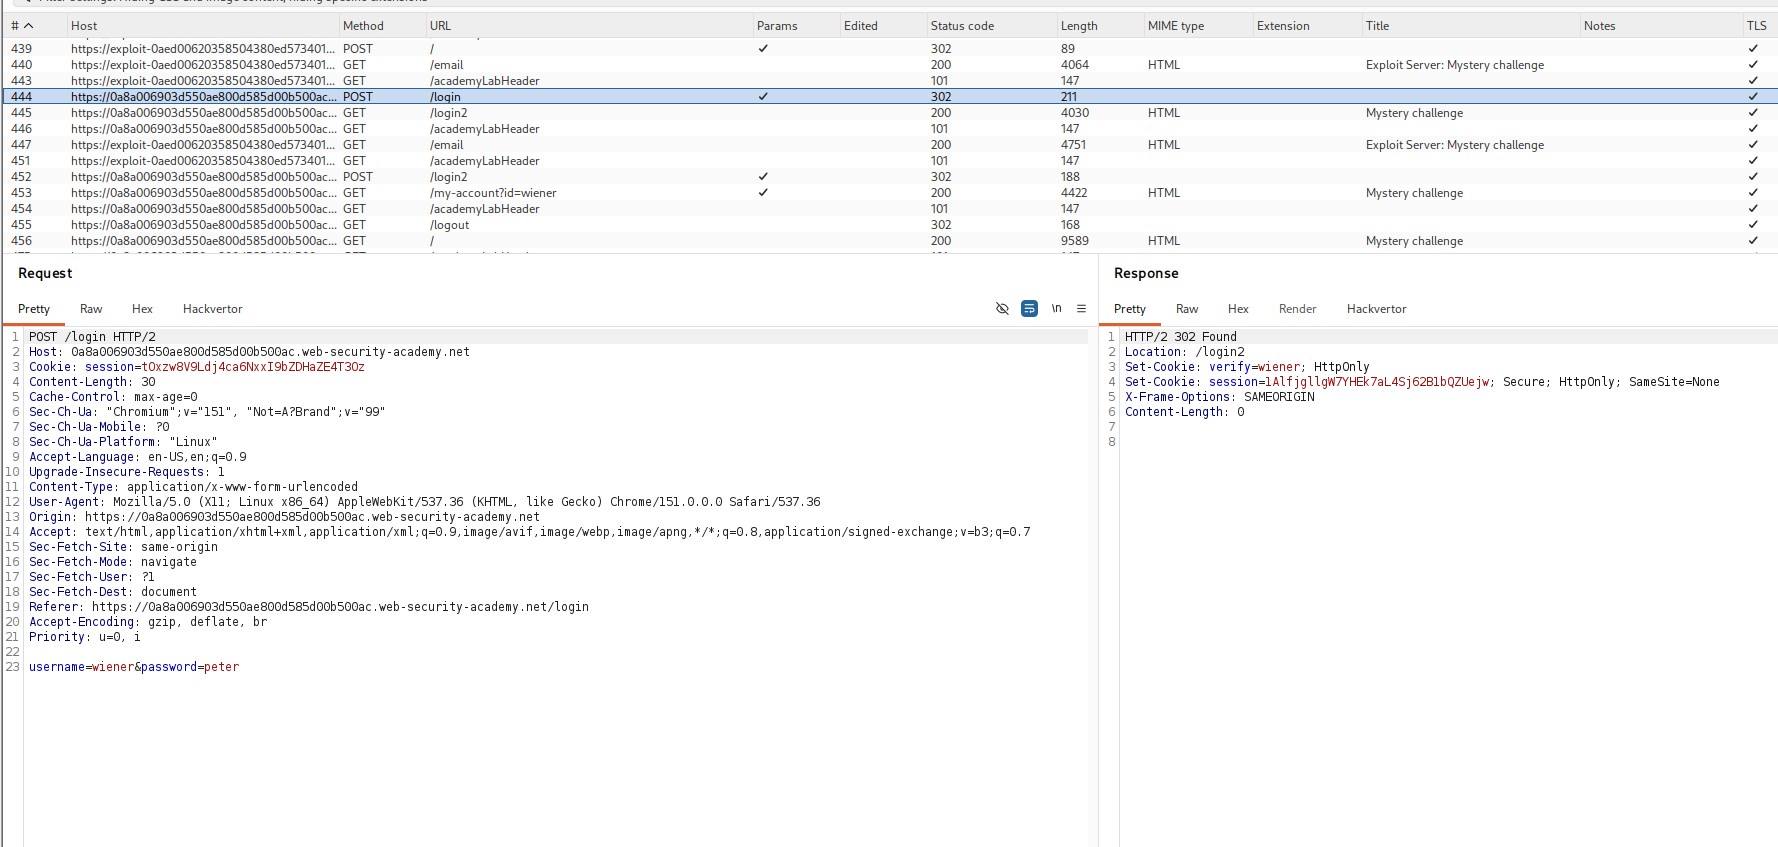 # Host Method URL Params Edited Status code Length MIME type Extension Title Notes TLS
439 https://exploit-0aed00620358504380ed573401... POST / ✓ 302 89 ✓
440 https://exploit-0aed00620358504380ed573401... GET /email 200 4064 HTML Exploit Server: Mystery challenge ✓
443 https://exploit-0aed00620358504380ed573401... GET /academyLabHeader 101 147 ✓
444 https://0a8a006903d550ae800d585d00b500ac... POST /login ✓ 302 211 ✓
445 https://0a8a006903d550ae800d585d00b500ac... GET /login2 200 4030 HTML Mystery challenge ✓
446 https://0a8a006903d550ae800d585d00b500ac... GET /academyLabHeader 101 147 ✓
447 https://exploit-0aed00620358504380ed573401... GET /email 200 4751 HTML Exploit Server: Mystery challenge ✓
451 https://exploit-0aed00620358504380ed573401... GET /academyLabHeader 101 147 ✓
452 https://0a8a006903d550ae800d585d00b500ac... POST /login2 ✓ 302 188 ✓
453 https://0a8a006903d550ae800d585d00b500ac... GET /my-account?id=wiener ✓ 200 4422 HTML Mystery challenge ✓
454 https://0a8a006903d550ae800d585d00b500ac... GET /academyLabHeader 101 147 ✓
455 https://0a8a006903d550ae800d585d00b500ac... GET /logout 302 168 ✓
456 https://0a8a006903d550ae800d585d00b500ac... GET / 200 9589 HTML Mystery challenge ✓
Request
Pretty Raw Hex Hackvertor \n
1 POST /login HTTP/2
2 Host: 0a8a006903d550ae800d585d00b500ac.web-security-academy.net
3 Cookie: session=tOxzw8V9Ldj4ca6NxxI9bZDHaZE4T3Oz
4 Content-Length: 30
5 Cache-Control: max-age=0
6 Sec-Ch-Ua: "Chromium";v="151", "Not=A?Brand";v="99"
7 Sec-Ch-Ua-Mobile: ?0
8 Sec-Ch-Ua-Platform: "Linux"
9 Accept-Language: en-US,en;q=0.9
10 Upgrade-Insecure-Requests: 1
11 Content-Type: application/x-www-form-urlencoded
12 User-Agent: Mozilla/5.0 (X11; Linux x86_64) AppleWebKit/537.36 (KHTML, like Gecko) Chrome/151.0.0.0 Safari/537.36
13 Origin: https://0a8a006903d550ae800d585d00b500ac.web-security-academy.net
14 Accept: text/html,application/xhtml+xml,application/xml;q=0.9,image/avif,image/webp,image/apng,*/*;q=0.8,application/signed-exchange;v=b3;q=0.7
15 Sec-Fetch-Site: same-origin
16 Sec-Fetch-Mode: navigate
17 Sec-Fetch-User: ?1
18 Sec-Fetch-Dest: document
19 Referer: https://0a8a006903d550ae800d585d00b500ac.web-security-academy.net/login
20 Accept-Encoding: gzip, deflate, br
21 Priority: u=0, i
22
23 username=wiener&password=peter
Response
Pretty Raw Hex Render Hackvertor
1 HTTP/2 302 Found
2 Location: /login2
3 Set-Cookie: verify=wiener; HttpOnly
4 Set-Cookie: session=1AlfjgllgW7YHEk7aL4Sj62B1bQZUejw; Secure; HttpOnly; SameSite=None
5 X-Frame-Options: SAMEORIGIN
6 Content-Length: 0
7
8